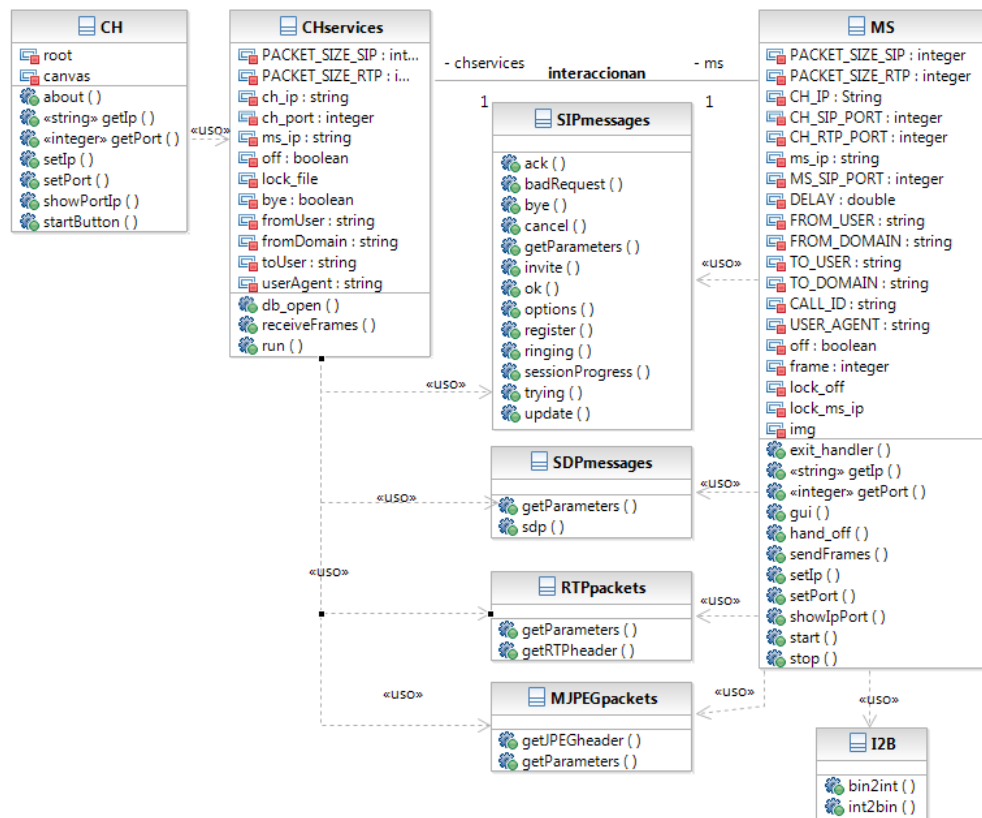 CH
root
canvas
about ( )
«string» getIp ( )
«integer» getPort ( )
setIp ( )
setPort ( )
showPortIp ( )
startButton ( )
«uso»
CHservices
PACKET_SIZE_SIP : int...
PACKET_SIZE_RTP : i...
ch_ip : string
ch_port : integer
ms_ip : string
off : boolean
lock_file
bye : boolean
fromUser : string
fromDomain : string
toUser : string
userAgent : string
db_open ( )
receiveFrames ( )
run ( )
- chservices
interaccionan
- ms
1
1
SIPmessages
ack ( )
badRequest ( )
bye ( )
cancel ( )
getParameters ( )
invite ( )
ok ( )
options ( )
register ( )
ringing ( )
sessionProgress ( )
trying ( )
update ( )
«uso»
«uso»
SDPmessages
getParameters ( )
sdp ( )
«uso»
«uso»
RTPpackets
getParameters ( )
getRTPheader ( )
«uso»
«uso»
MJPEGpackets
getJPEGheader ( )
getParameters ( )
«uso»
«uso»
MS
PACKET_SIZE_SIP : integer
PACKET_SIZE_RTP : integer
CH_IP : String
CH_SIP_PORT : integer
CH_RTP_PORT : integer
ms_ip : string
MS_SIP_PORT : integer
DELAY : double
FROM_USER : string
FROM_DOMAIN : string
TO_USER : string
TO_DOMAIN : string
CALL_ID : string
USER_AGENT : string
off : boolean
frame : integer
lock_off
lock_ms_ip
img
exit_handler ( )
«string» getIp ( )
«integer» getPort ( )
gui ( )
hand_off ( )
sendFrames ( )
setIp ( )
setPort ( )
showIpPort ( )
start ( )
stop ( )
«uso»
I2B
bin2int ( )
int2bin ( )